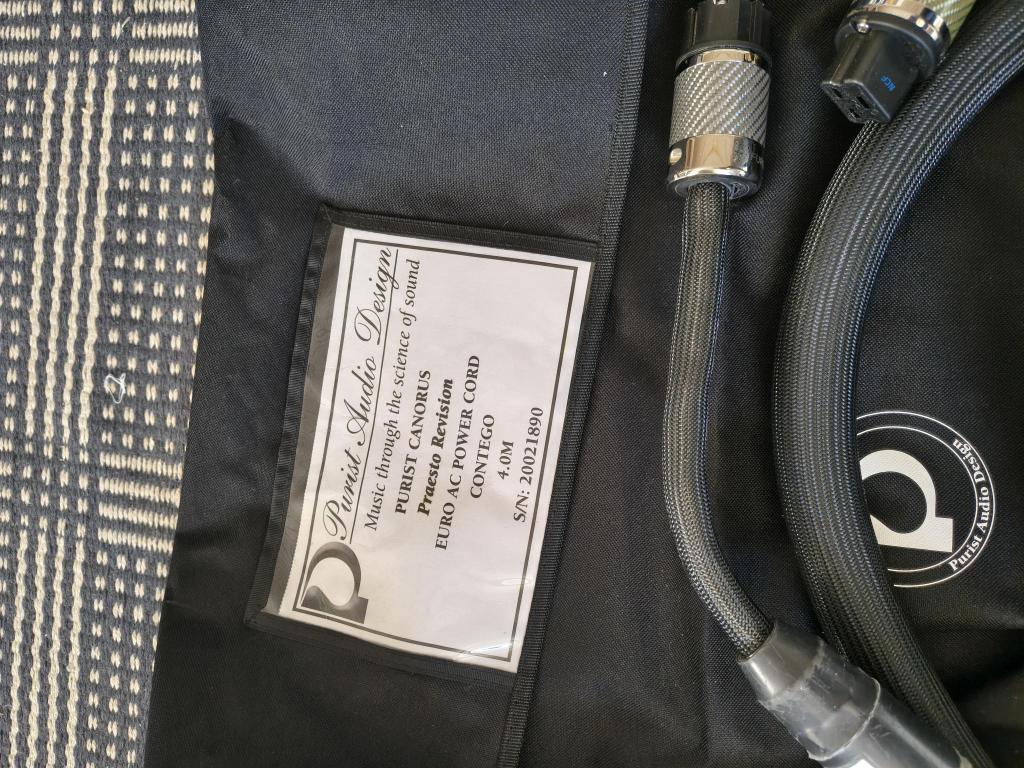 Purist Audio Design
Music through the science of sound
PURIST CANORUS
Praesto Revision
EURO AC POWER CORD
CONTEGO
4.0M
S/N: 20021890
NCF
Purist Audio Design